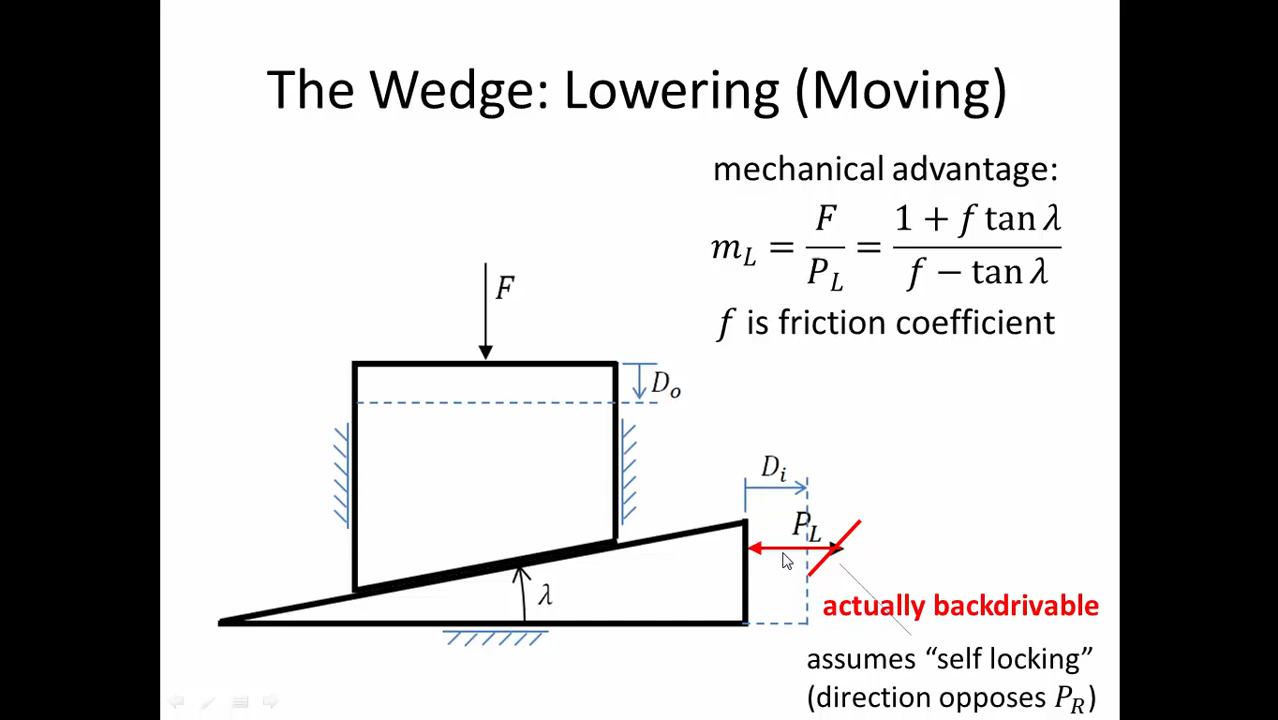 The Wedge: Lowering (Moving)
mechanical advantage:
m_L = F / P_L = (1 + f tan λ) / (f − tan λ)
f is friction coefficient
F
D_o
D_i
P_L
λ
actually backdrivable
assumes “self locking”
(direction opposes P_R)